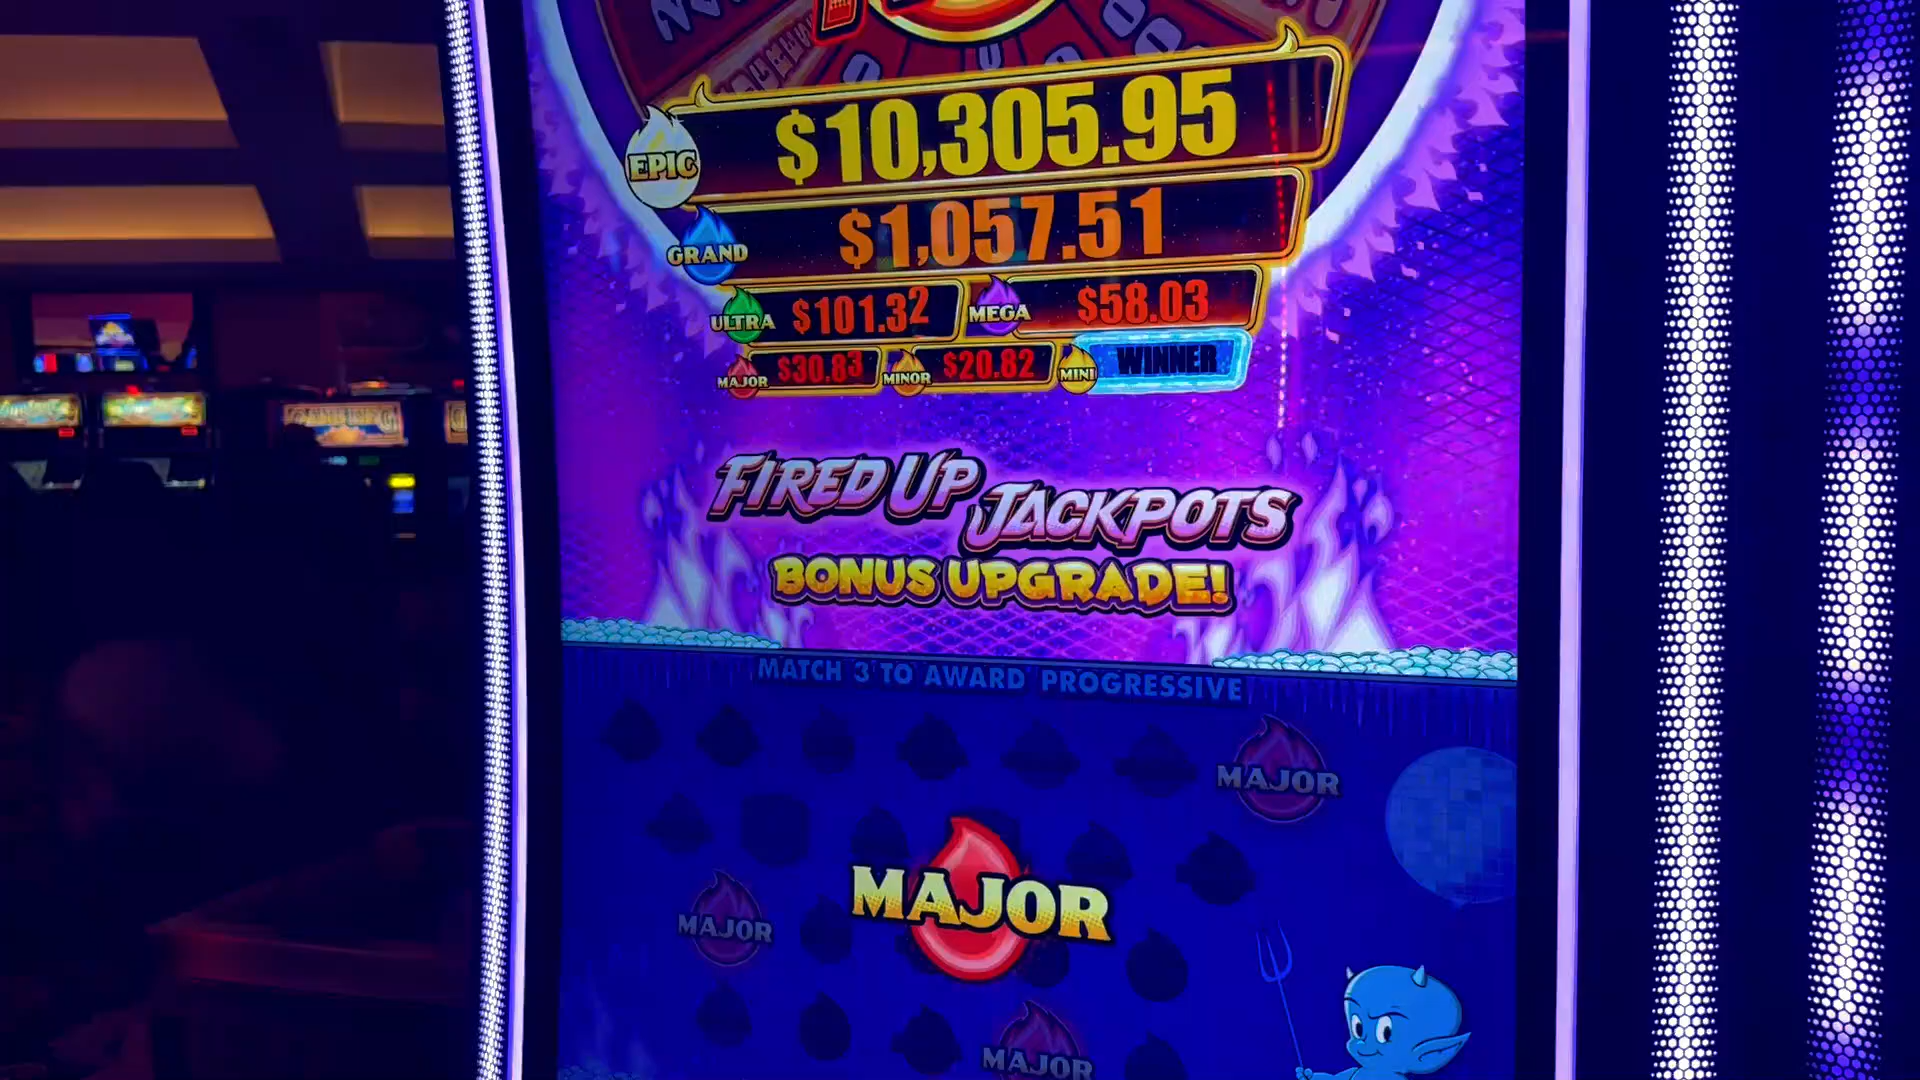 EPIC $10,305.95
GRAND $1,057.51
ULTRA $101.32 MEGA $58.03
MAJOR $30.83 MINOR $20.82 MINI WINNER
FIRED UP JACKPOTS
BONUS UPGRADE!
MATCH 3 TO AWARD PROGRESSIVE
MAJOR
MAJOR
MAJOR
MAJOR